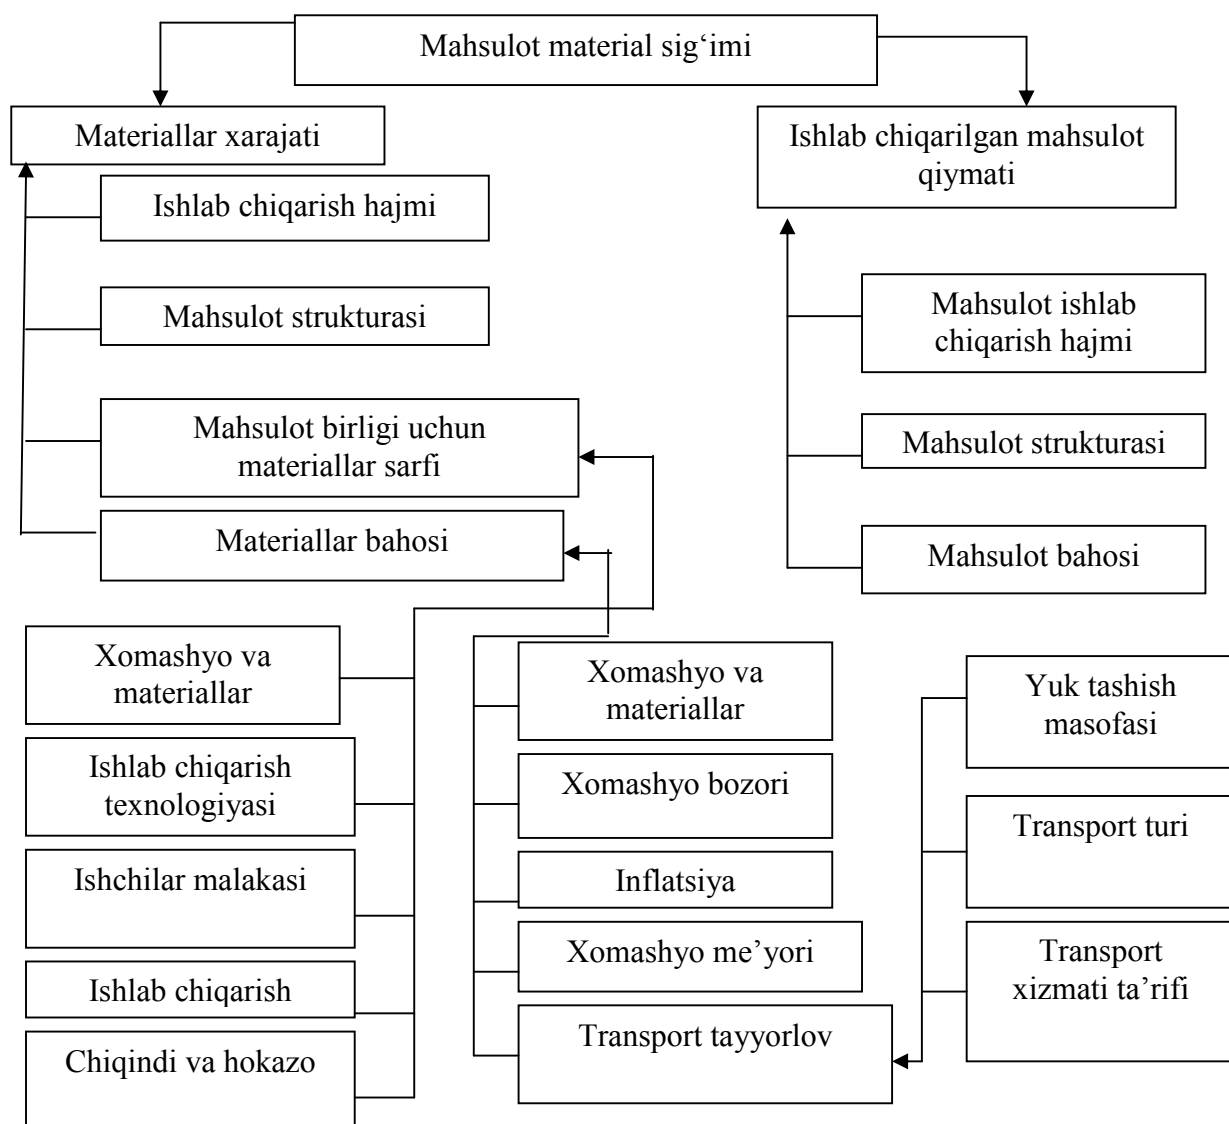 Mahsulot material sig‘imi
Materiallar xarajati
Ishlab chiqarilgan mahsulot
qiymati
Ishlab chiqarish hajmi
Mahsulot strukturasi
Mahsulot birligi uchun
materiallar sarfi
Materiallar bahosi
Mahsulot ishlab
chiqarish hajmi
Mahsulot strukturasi
Mahsulot bahosi
Xomashyo va
materiallar
Ishlab chiqarish
texnologiyasi
Ishchilar malakasi
Ishlab chiqarish
Chiqindi va hokazo
Xomashyo va
materiallar
Xomashyo bozori
Inflatsiya
Xomashyo me’yori
Transport tayyorlov
Yuk tashish
masofasi
Transport turi
Transport
xizmati ta’rifi